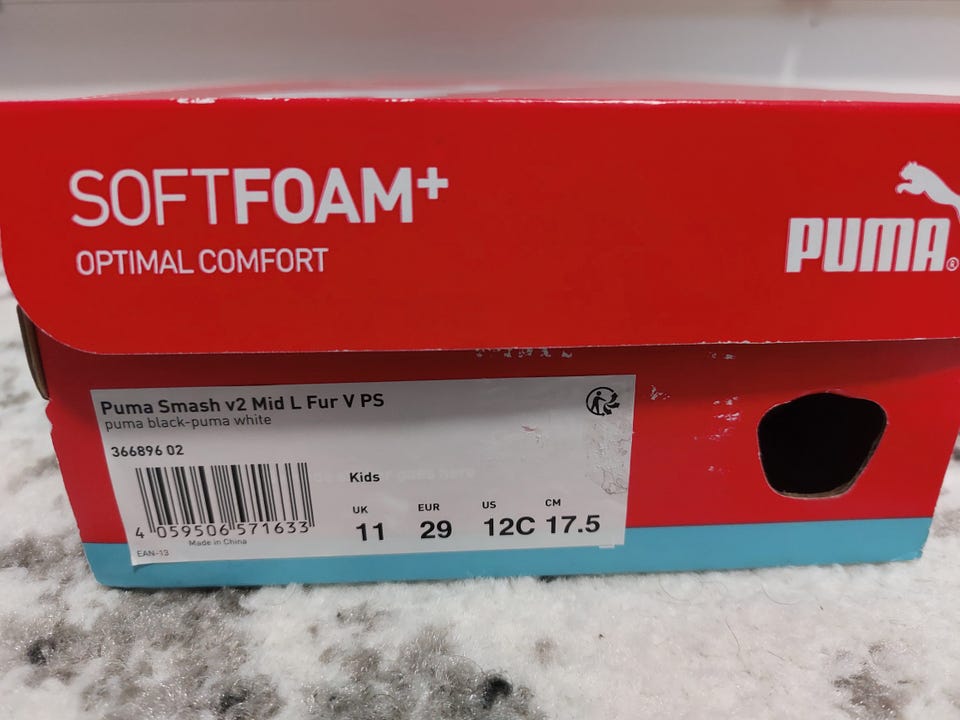 SOFTFOAM+
OPTIMAL COMFORT
PUMA®
Puma Smash v2 Mid L Fur V PS
puma black-puma white
366896 02
Kids
UK EUR US CM
11 29 12C 17.5
4 059506 571633
Made in China
EAN-13